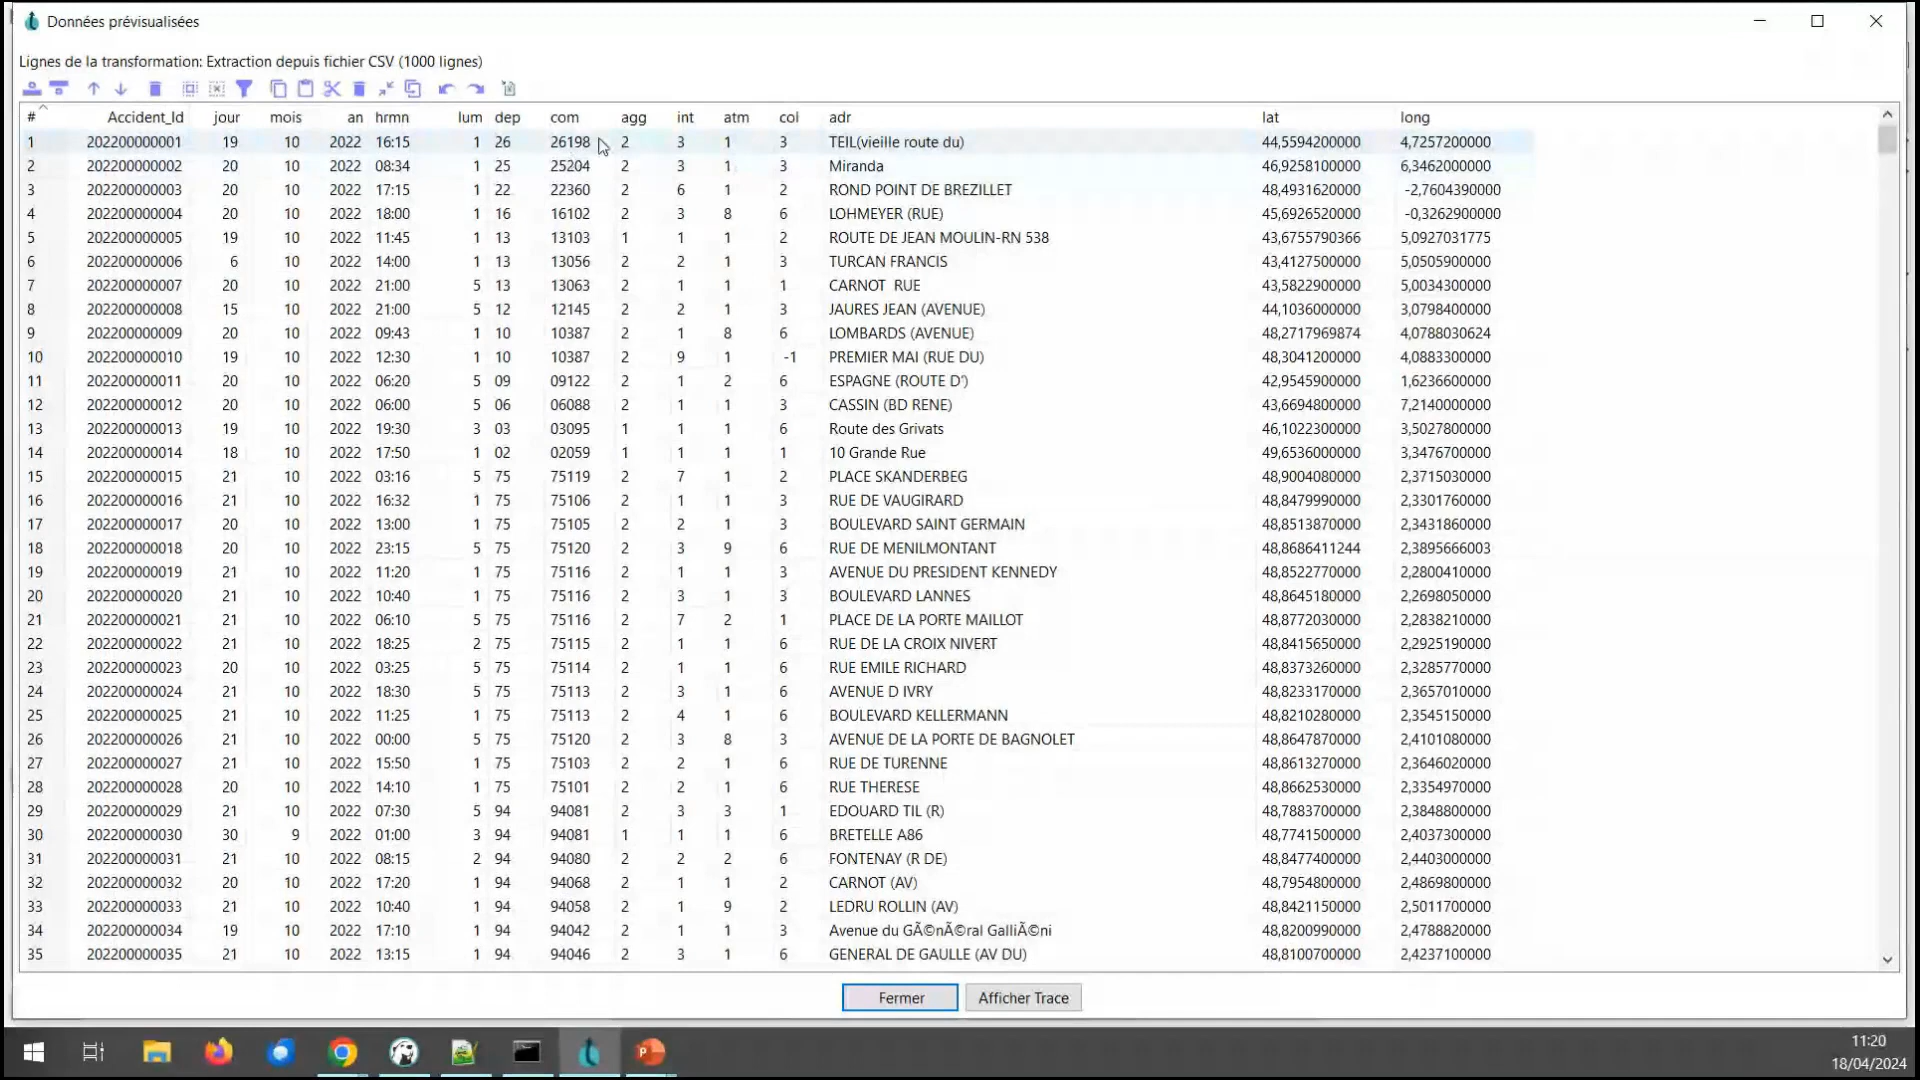 Données prévisualisées
Lignes de la transformation: Extraction depuis fichier CSV (1000 lignes)
# Accident_Id jour mois an hrmn lum dep com agg int atm col adr lat long
1 202200000001 19 10 2022 16:15 1 26 26198 2 3 1 3 TEIL(vieille route du) 44,5594200000 4,7257200000
2 202200000002 20 10 2022 08:34 1 25 25204 2 3 1 3 Miranda 46,9258100000 6,3462000000
3 202200000003 20 10 2022 17:15 1 22 22360 2 6 1 2 ROND POINT DE BREZILLET 48,4931620000 -2,7604390000
4 202200000004 20 10 2022 18:00 1 16 16102 2 3 8 6 LOHMEYER (RUE) 45,6926520000 -0,3262900000
5 202200000005 19 10 2022 11:45 1 13 13103 1 1 1 2 ROUTE DE JEAN MOULIN-RN 538 43,6755790366 5,0927031775
6 202200000006 6 10 2022 14:00 1 13 13056 2 2 1 3 TURCAN FRANCIS 43,4127500000 5,0505900000
7 202200000007 20 10 2022 21:00 5 13 13063 2 1 1 1 CARNOT  RUE 43,5822900000 5,0034300000
8 202200000008 15 10 2022 21:00 5 12 12145 2 2 1 3 JAURES JEAN (AVENUE) 44,1036000000 3,0798400000
9 202200000009 20 10 2022 09:43 1 10 10387 2 1 8 6 LOMBARDS (AVENUE) 48,2717969874 4,0788030624
10 202200000010 19 10 2022 12:30 1 10 10387 2 9 1 -1 PREMIER MAI (RUE DU) 48,3041200000 4,0883300000
11 202200000011 20 10 2022 06:20 5 09 09122 2 1 2 6 ESPAGNE (ROUTE D') 42,9545900000 1,6236600000
12 202200000012 20 10 2022 06:00 5 06 06088 2 1 1 3 CASSIN (BD RENE) 43,6694800000 7,2140000000
13 202200000013 19 10 2022 19:30 3 03 03095 1 1 1 6 Route des Grivats 46,1022300000 3,5027800000
14 202200000014 18 10 2022 17:50 1 02 02059 1 1 1 1 10 Grande Rue 49,6536000000 3,3476700000
15 202200000015 21 10 2022 03:16 5 75 75119 2 7 1 2 PLACE SKANDERBEG 48,9004080000 2,3715030000
16 202200000016 21 10 2022 16:32 1 75 75106 2 1 1 3 RUE DE VAUGIRARD 48,8479990000 2,3301760000
17 202200000017 20 10 2022 13:00 1 75 75105 2 2 1 3 BOULEVARD SAINT GERMAIN 48,8513870000 2,3431860000
18 202200000018 20 10 2022 23:15 5 75 75120 2 3 9 6 RUE DE MENILMONTANT 48,8686411244 2,3895666003
19 202200000019 21 10 2022 11:20 1 75 75116 2 1 1 3 AVENUE DU PRESIDENT KENNEDY 48,8522770000 2,2800410000
20 202200000020 21 10 2022 10:40 1 75 75116 2 3 1 3 BOULEVARD LANNES 48,8645180000 2,2698050000
21 202200000021 21 10 2022 06:10 5 75 75116 2 7 2 1 PLACE DE LA PORTE MAILLOT 48,8772030000 2,2838210000
22 202200000022 21 10 2022 18:25 2 75 75115 2 1 1 6 RUE DE LA CROIX NIVERT 48,8415650000 2,2925190000
23 202200000023 20 10 2022 03:25 5 75 75114 2 1 1 6 RUE EMILE RICHARD 48,8373260000 2,3285770000
24 202200000024 21 10 2022 18:30 5 75 75113 2 3 1 6 AVENUE D IVRY 48,8233170000 2,3657010000
25 202200000025 21 10 2022 11:25 1 75 75113 2 4 1 6 BOULEVARD KELLERMANN 48,8210280000 2,3545150000
26 202200000026 21 10 2022 00:00 5 75 75120 2 3 8 3 AVENUE DE LA PORTE DE BAGNOLET 48,8647870000 2,4101080000
27 202200000027 21 10 2022 15:50 1 75 75103 2 2 1 6 RUE DE TURENNE 48,8613270000 2,3646020000
28 202200000028 20 10 2022 14:10 1 75 75101 2 2 1 6 RUE THERESE 48,8662530000 2,3354970000
29 202200000029 21 10 2022 07:30 5 94 94081 2 3 3 1 EDOUARD TIL (R) 48,7883700000 2,3848800000
30 202200000030 30 9 2022 01:00 3 94 94081 1 1 1 6 BRETELLE A86 48,7741500000 2,4037300000
31 202200000031 21 10 2022 08:15 2 94 94080 2 2 2 6 FONTENAY (R DE) 48,8477400000 2,4403000000
32 202200000032 20 10 2022 17:20 1 94 94068 2 1 1 2 CARNOT (AV) 48,7954800000 2,4869800000
33 202200000033 21 10 2022 10:40 1 94 94058 2 1 9 2 LEDRU ROLLIN (AV) 48,8421150000 2,5011700000
34 202200000034 19 10 2022 17:10 1 94 94042 2 1 1 3 Avenue du GÃ©nÃ©ral GalliÃ©ni 48,8200990000 2,4788820000
35 202200000035 21 10 2022 13:15 1 94 94046 2 3 1 6 GENERAL DE GAULLE (AV DU) 48,8100700000 2,4237100000
Fermer Afficher Trace
11:20
18/04/2024